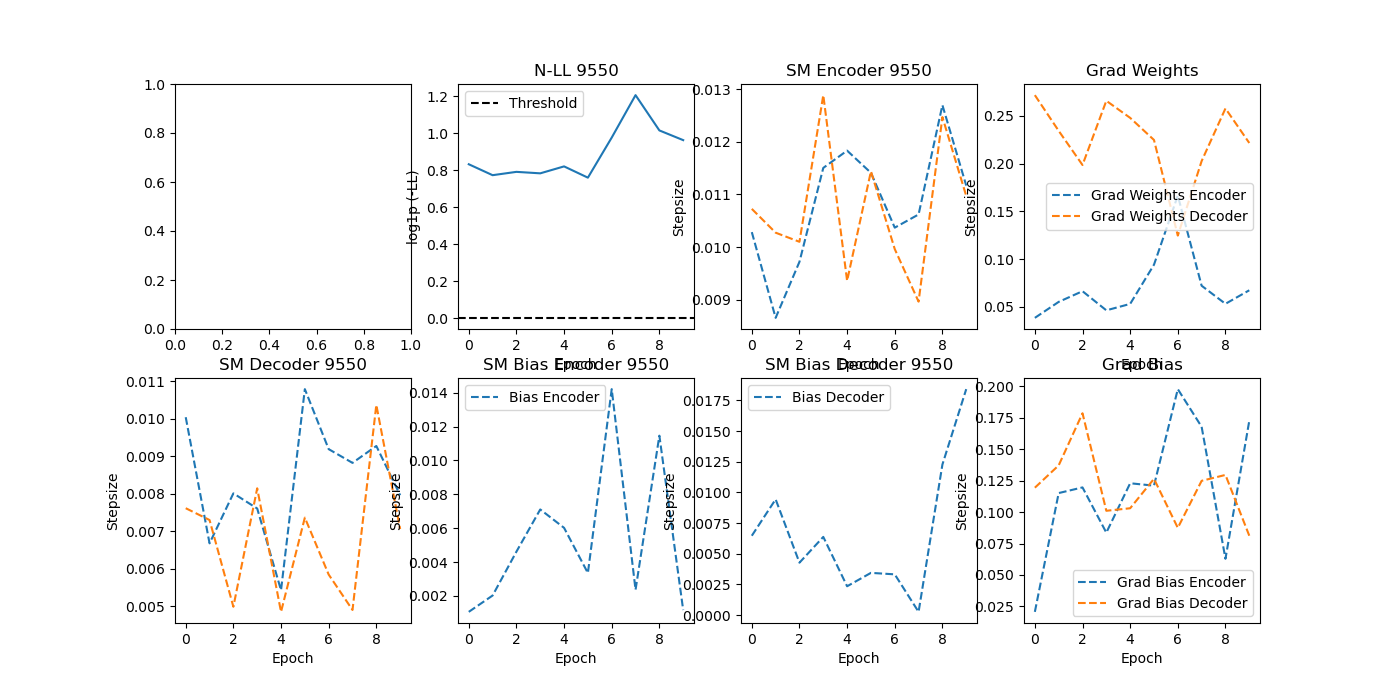 N-LL 9550
SM Encoder 9550
Grad Weights
1.0
0.8
0.6
0.4
0.2
0.0
0.0 0.2 0.4 0.6 0.8 1.0
log1p (-LL)
1.2
1.0
0.8
0.6
0.4
0.2
0.0
Threshold
0 2 4 6 8
Epoch
Stepsize
0.013
0.012
0.011
0.010
0.009
0 2 4 6 8
Epoch
Stepsize
0.25
0.20
0.15
0.10
0.05
Grad Weights Encoder
Grad Weights Decoder
0 2 4 6 8
Epoch
SM Decoder 9550
SM Bias Encoder 9550
SM Bias Decoder 9550
Grad Bias
Stepsize
0.011
0.010
0.009
0.008
0.007
0.006
0.005
0 2 4 6 8
Epoch
Stepsize
0.014
0.012
0.010
0.008
0.006
0.004
0.002
Bias Encoder
0 2 4 6 8
Epoch
Stepsize
0.0175
0.0150
0.0125
0.0100
0.0075
0.0050
0.0025
0.0000
Bias Decoder
0 2 4 6 8
Epoch
Stepsize
0.200
0.175
0.150
0.125
0.100
0.075
0.050
0.025
Grad Bias Encoder
Grad Bias Decoder
0 2 4 6 8
Epoch